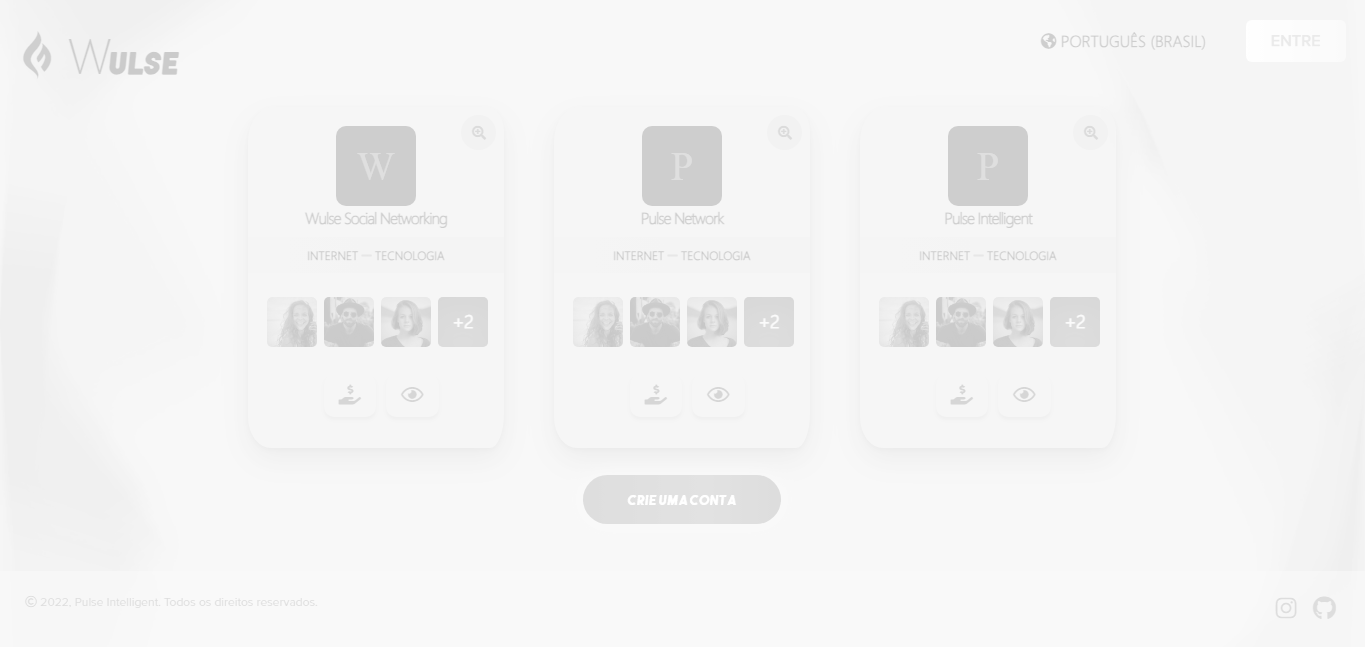 WULSE
PORTUGUÊS (BRASIL)
ENTRE
W
P
P
Wulse Social Networking
Pulse Network
Pulse Intelligent
INTERNET — TECNOLOGIA
INTERNET — TECNOLOGIA
INTERNET — TECNOLOGIA
+2
+2
+2
CRIE UMA CONTA
© 2022. Pulse Intelligent. Todos os direitos reservados.